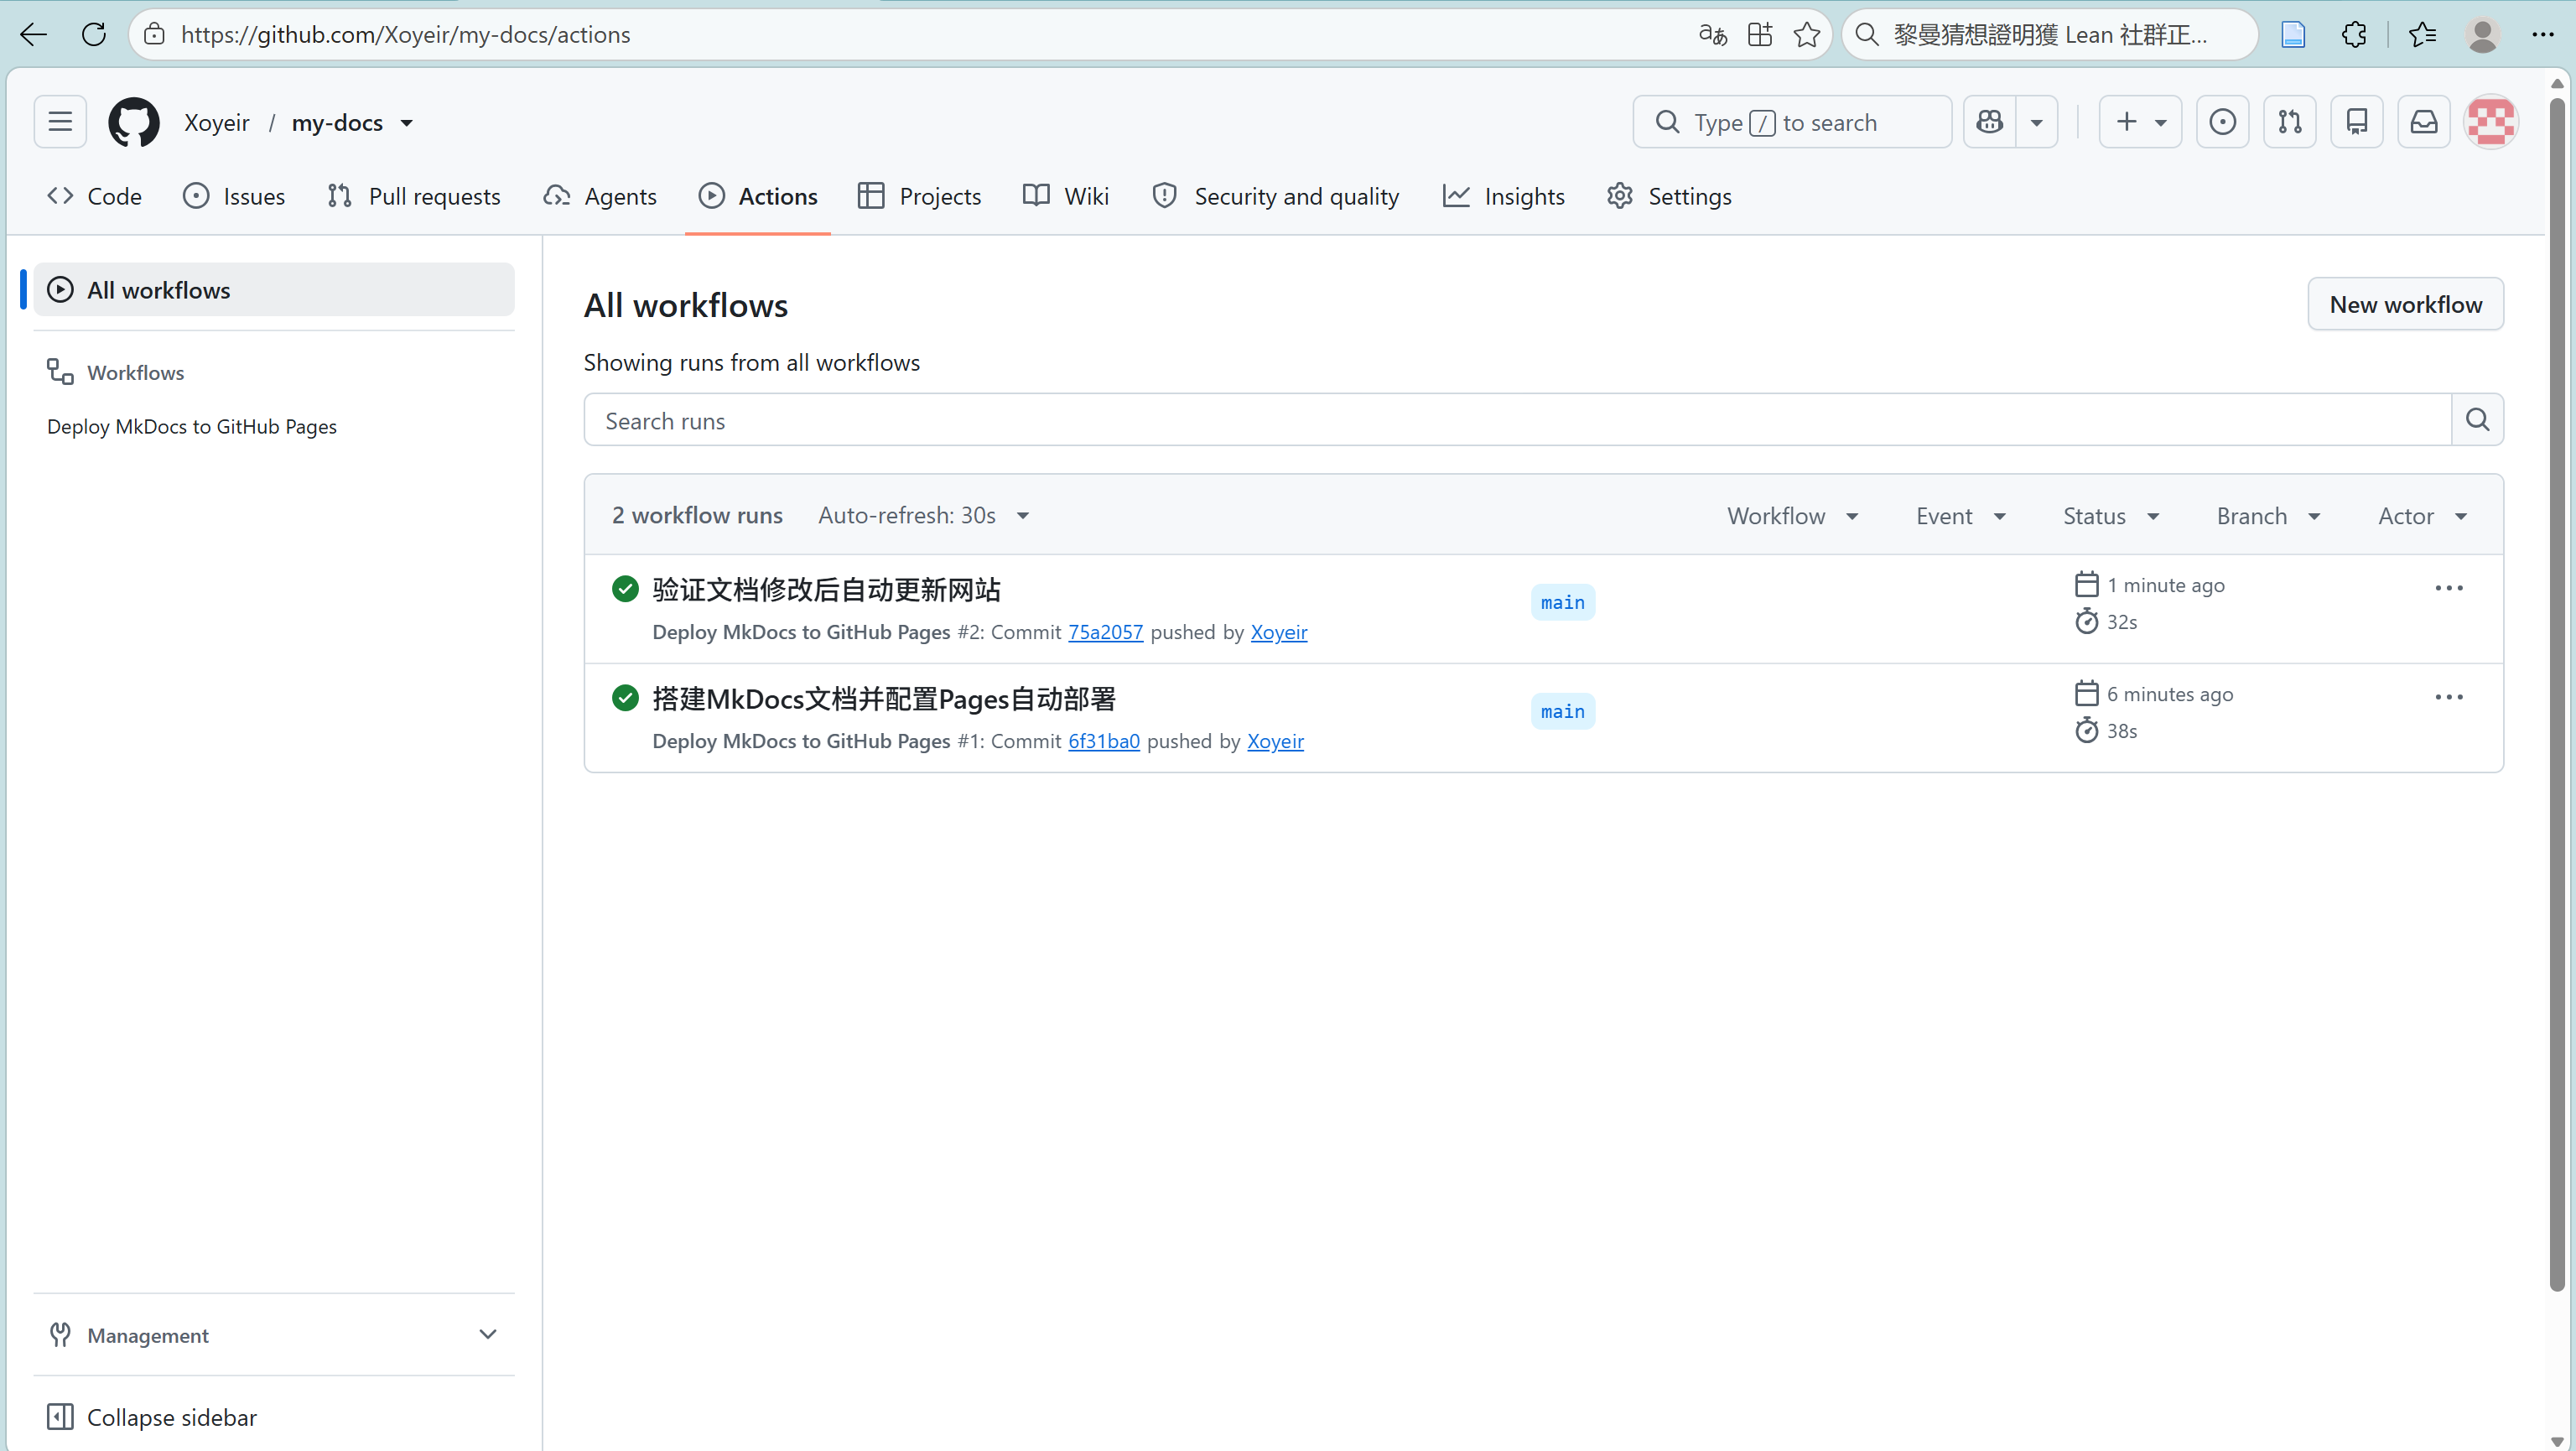 https://github.com/Xoyeir/my-docs/actions
黎曼猜想證明獲 Lean 社群正...
Xoyeir / my-docs
Type / to search
Code
Issues
Pull requests
Agents
Actions
Projects
Wiki
Security and quality
Insights
Settings
All workflows
Workflows
Deploy MkDocs to GitHub Pages
Management
Collapse sidebar
All workflows
New workflow
Showing runs from all workflows
Search runs
2 workflow runs
Auto-refresh: 30s
Workflow
Event
Status
Branch
Actor
验证文档修改后自动更新网站
Deploy MkDocs to GitHub Pages #2: Commit 75a2057 pushed by Xoyeir
main
1 minute ago
32s
搭建MkDocs文档并配置Pages自动部署
Deploy MkDocs to GitHub Pages #1: Commit 6f31ba0 pushed by Xoyeir
main
6 minutes ago
38s